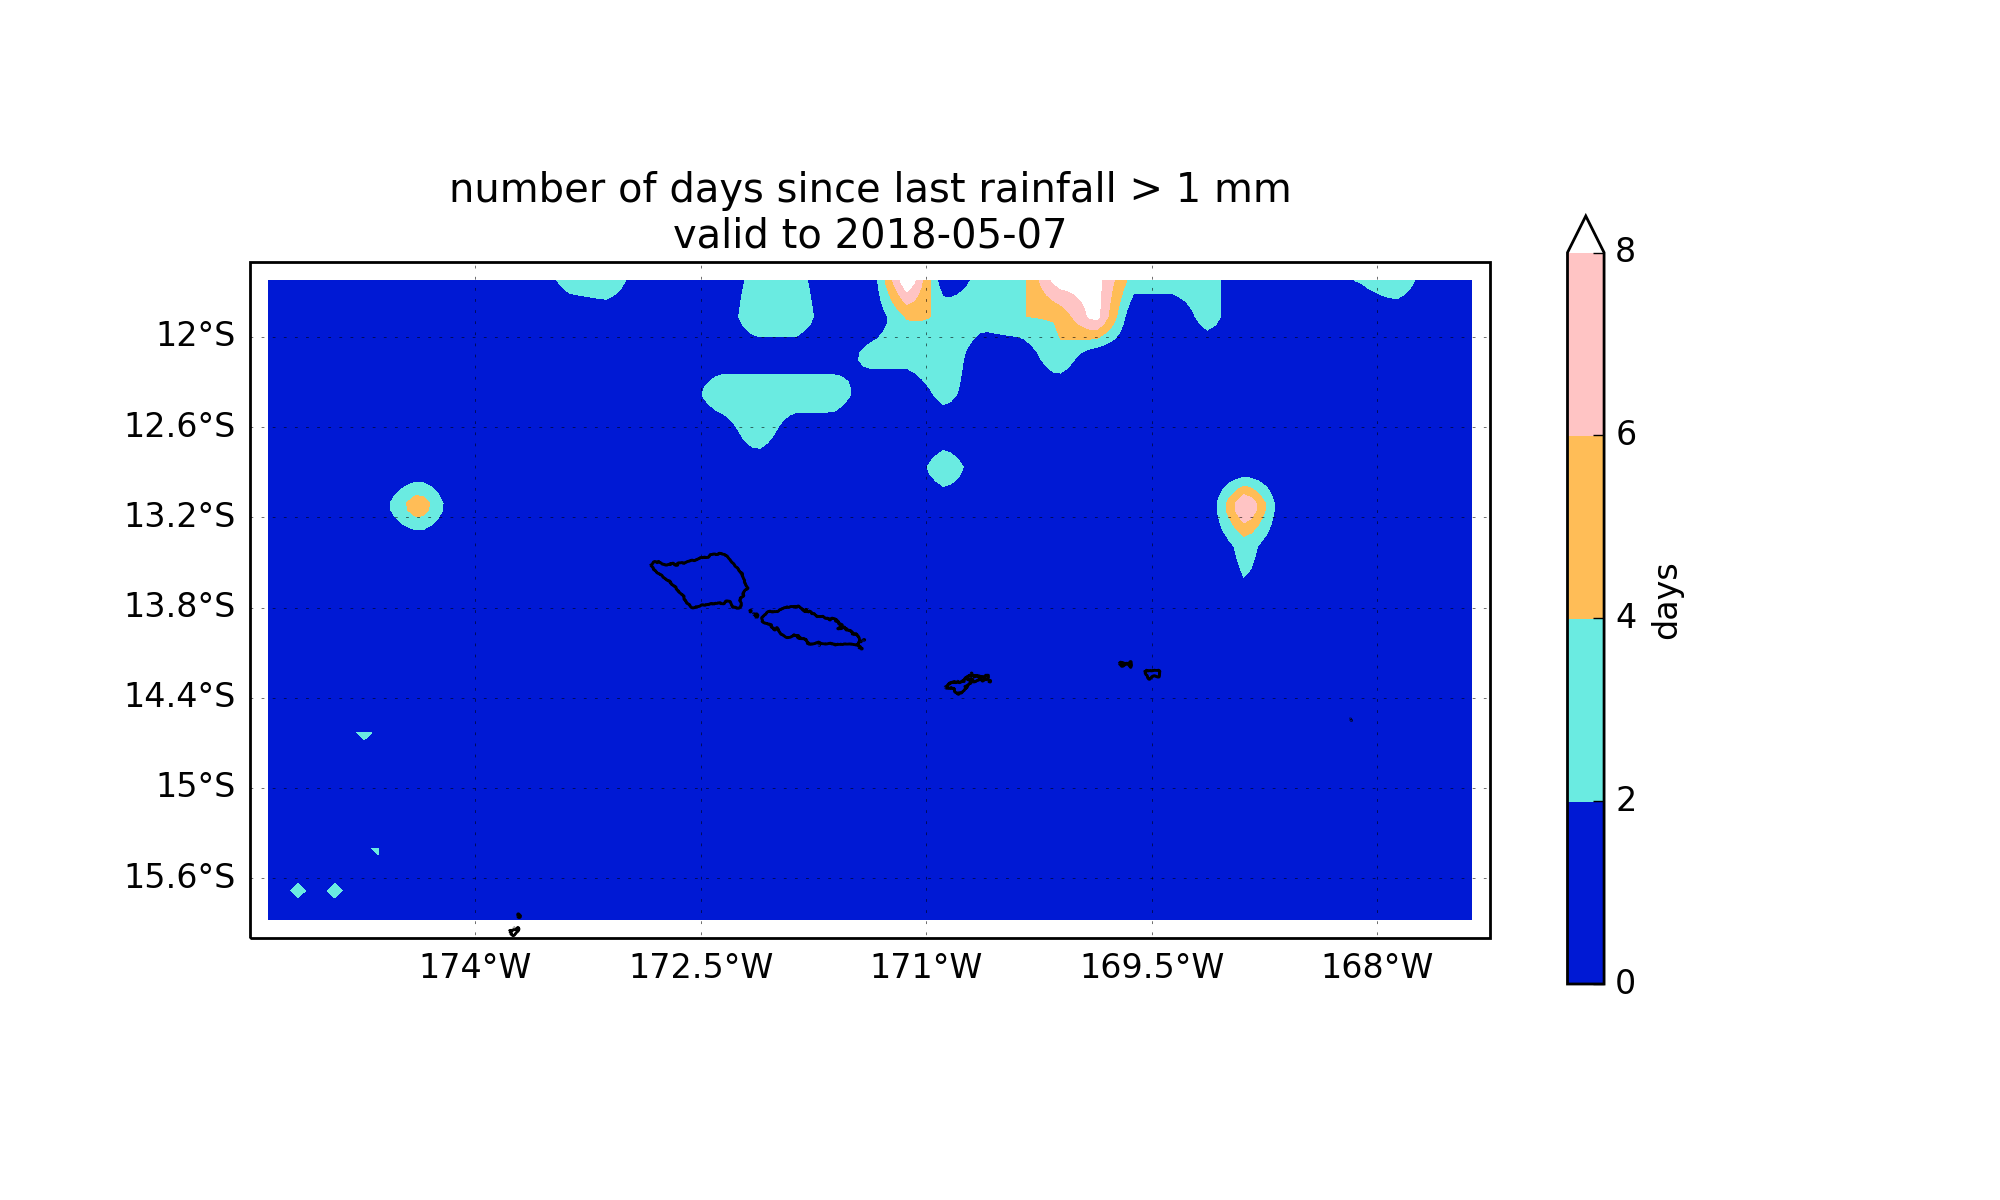 number of days since last rainfall > 1 mm
valid to 2018-05-07
12°S
12.6°S
13.2°S
13.8°S
14.4°S
15°S
15.6°S
174°W
172.5°W
171°W
169.5°W
168°W
8
6
4
2
0
days